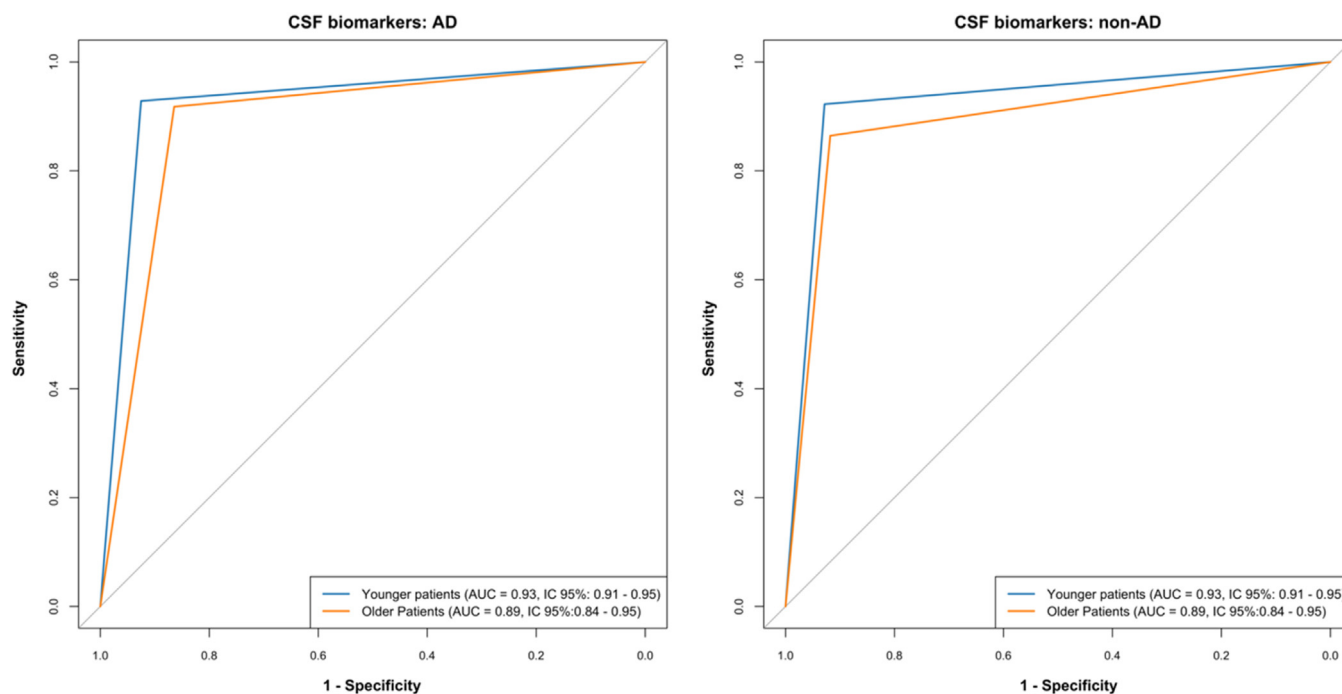 CSF biomarkers: AD
Sensitivity
1.0
0.8
0.6
0.4
0.2
0.0
Younger patients (AUC = 0.93, IC 95%: 0.91 - 0.95)
Older Patients (AUC = 0.89, IC 95%:0.84 - 0.95)
1.0 0.8 0.6 0.4 0.2 0.0
1 - Specificity
CSF biomarkers: non-AD
Sensitivity
1.0
0.8
0.6
0.4
0.2
0.0
Younger patients (AUC = 0.93, IC 95%: 0.91 - 0.95
Older Patients (AUC = 0.89, IC 95%:0.84 - 0.95)
1.0 0.8 0.6 0.4 0.2 0.0
1 - Specificity